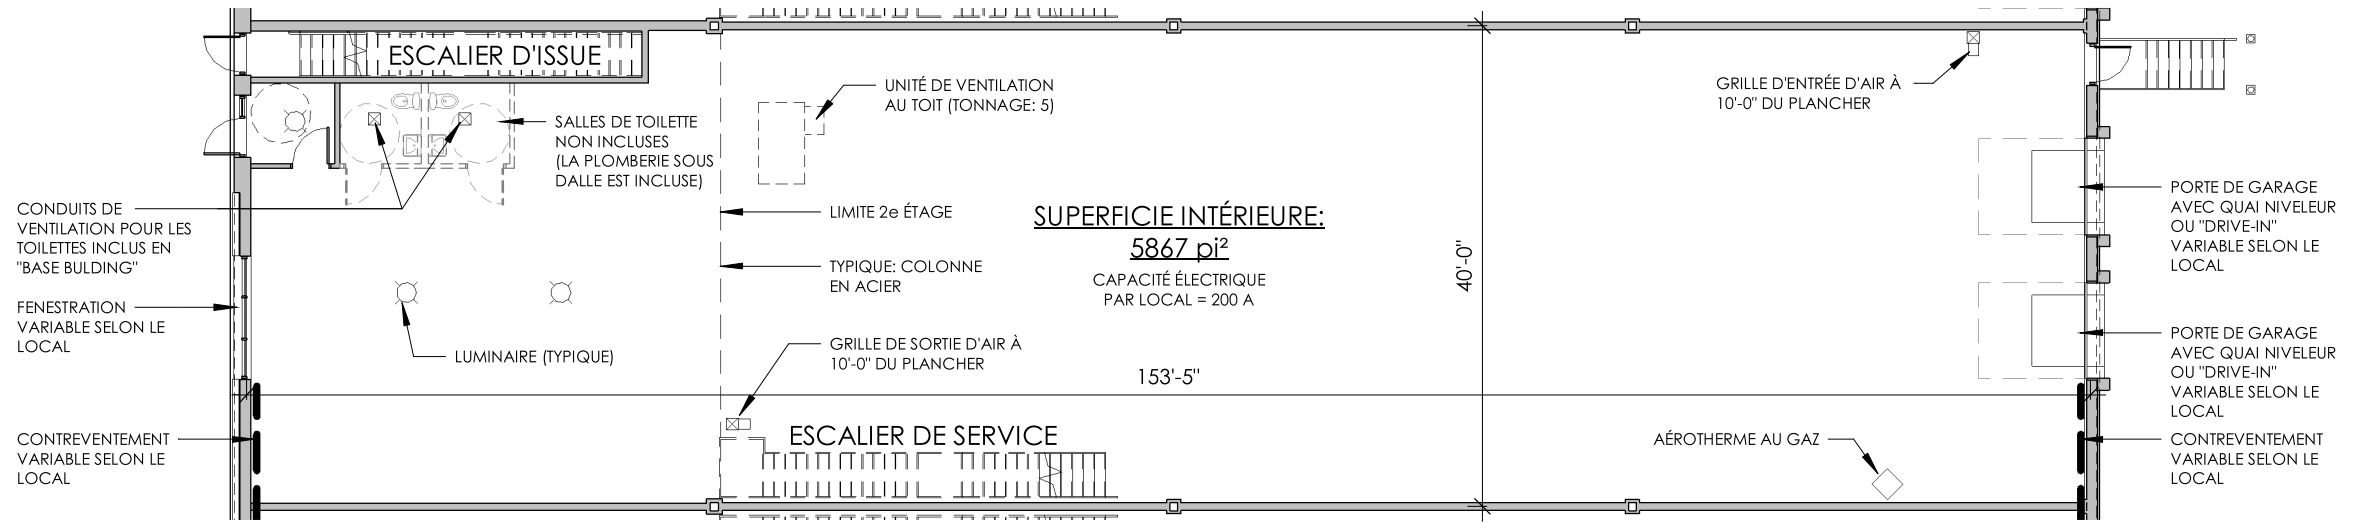 ESCALIER D'ISSUE
UNITÉ DE VENTILATION
AU TOIT (TONNAGE: 5)
GRILLE D'ENTRÉE D'AIR À
10'-0" DU PLANCHER
SALLES DE TOILETTE
NON INCLUSES
(LA PLOMBERIE SOUS
DALLE EST INCLUSE)
CONDUITS DE
VENTILATION POUR LES
TOILETTES INCLUS EN
"BASE BULDING"
LIMITE 2e ÉTAGE
SUPERFICIE INTÉRIEURE:
5867 pi²
CAPACITÉ ÉLECTRIQUE
PAR LOCAL = 200 A
TYPIQUE: COLONNE
EN ACIER
40'-0"
PORTE DE GARAGE
AVEC QUAI NIVELEUR
OU "DRIVE-IN"
VARIABLE SELON LE
LOCAL
FENESTRATION
VARIABLE SELON LE
LOCAL
LUMINAIRE (TYPIQUE)
GRILLE DE SORTIE D'AIR À
10'-0" DU PLANCHER
153'-5"
PORTE DE GARAGE
AVEC QUAI NIVELEUR
OU "DRIVE-IN"
VARIABLE SELON LE
LOCAL
CONTREVENTEMENT
VARIABLE SELON LE
LOCAL
ESCALIER DE SERVICE
AÉROTHERME AU GAZ
CONTREVENTEMENT
VARIABLE SELON LE
LOCAL